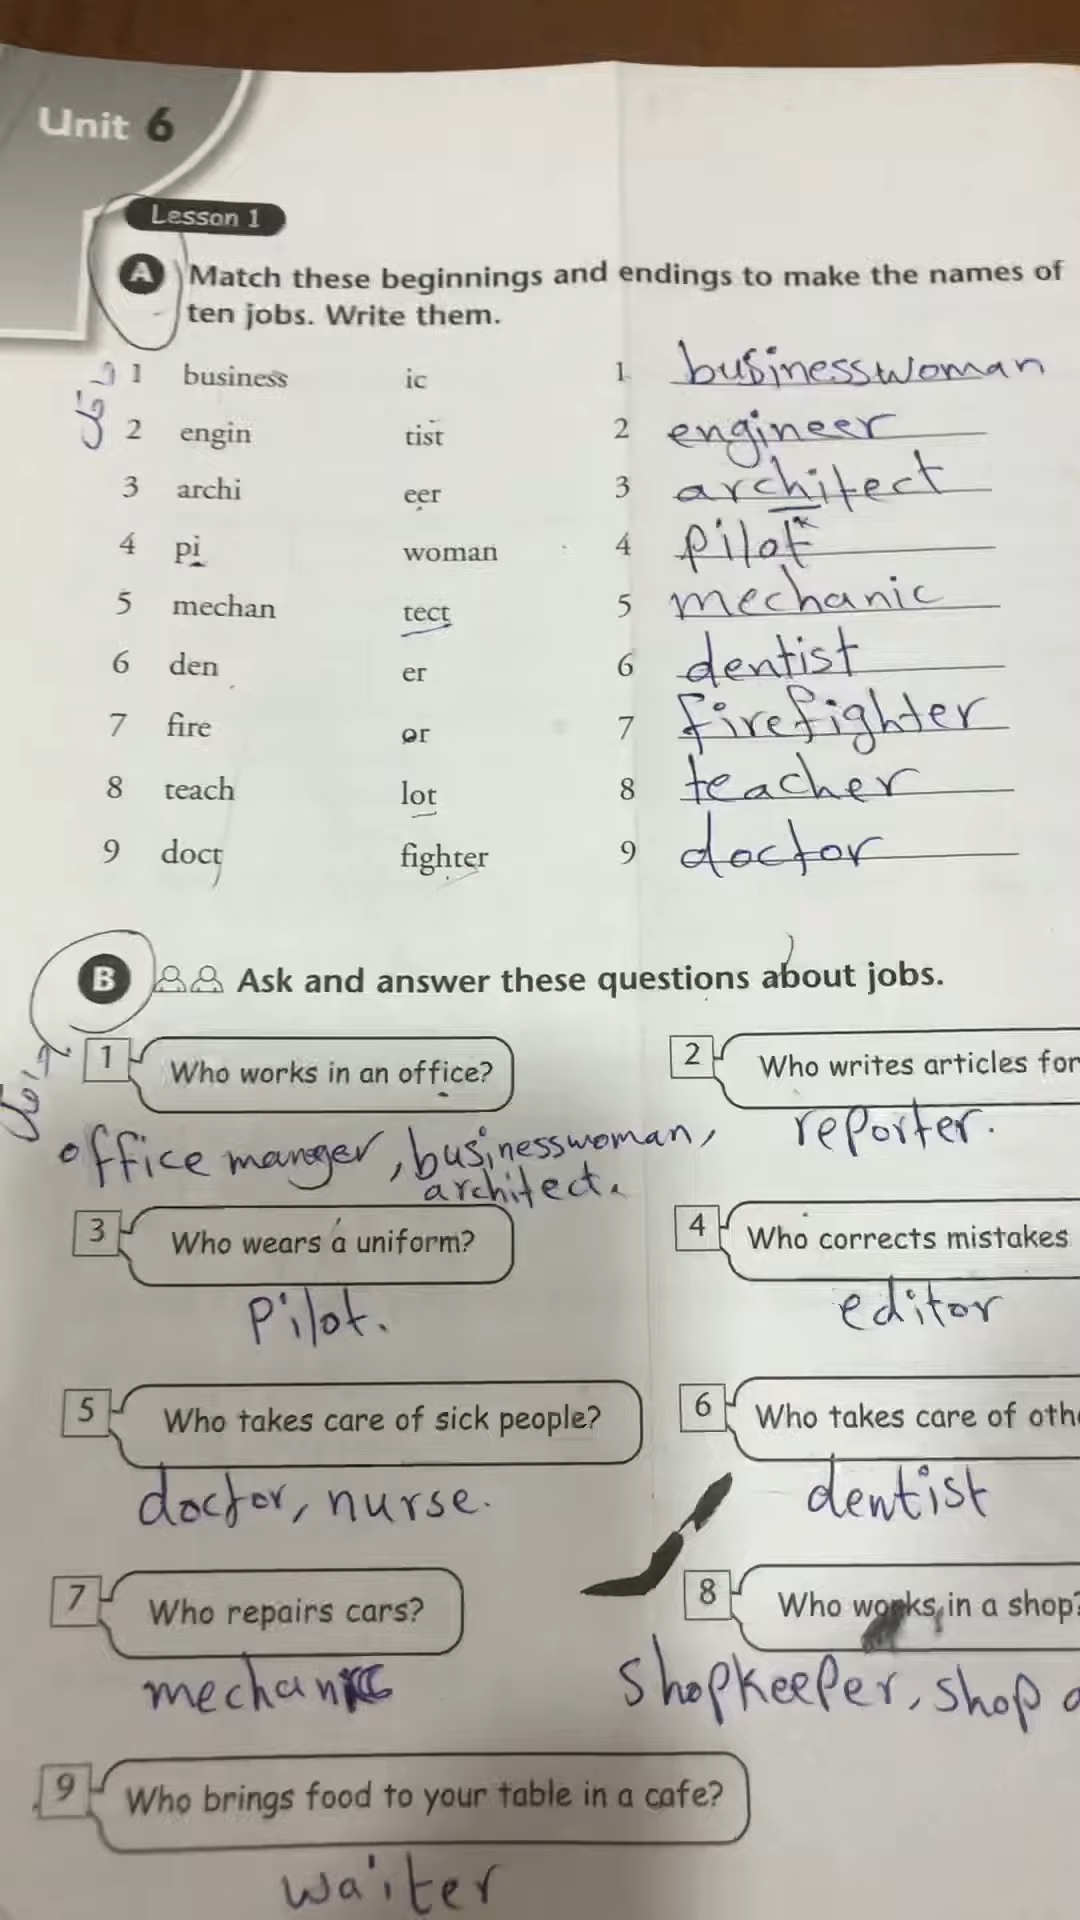 Unit 6
Lesson 1
A Match these beginnings and endings to make the names of
ten jobs. Write them.
1 business ic 1 businesswoman
2 engin tist 2 engineer
3 archi eer 3 architect
4 pi woman 4 pilot
5 mechan tect 5 mechanic
6 den er 6 dentist
7 fire or 7 firefighter
8 teach lot 8 teacher
9 doct fighter 9 doctor
B Ask and answer these questions about jobs.
1 Who works in an office? 2 Who writes articles for
office manger, businesswoman, reporter.
architect.
3 Who wears a uniform? 4 Who corrects mistakes
Pilot. editor
5 Who takes care of sick people? 6 Who takes care of oth
doctor, nurse. dentist
7 Who repairs cars? 8 Who works in a shop?
mechanic shopkeeper, shop
9 Who brings food to your table in a cafe?
waiter